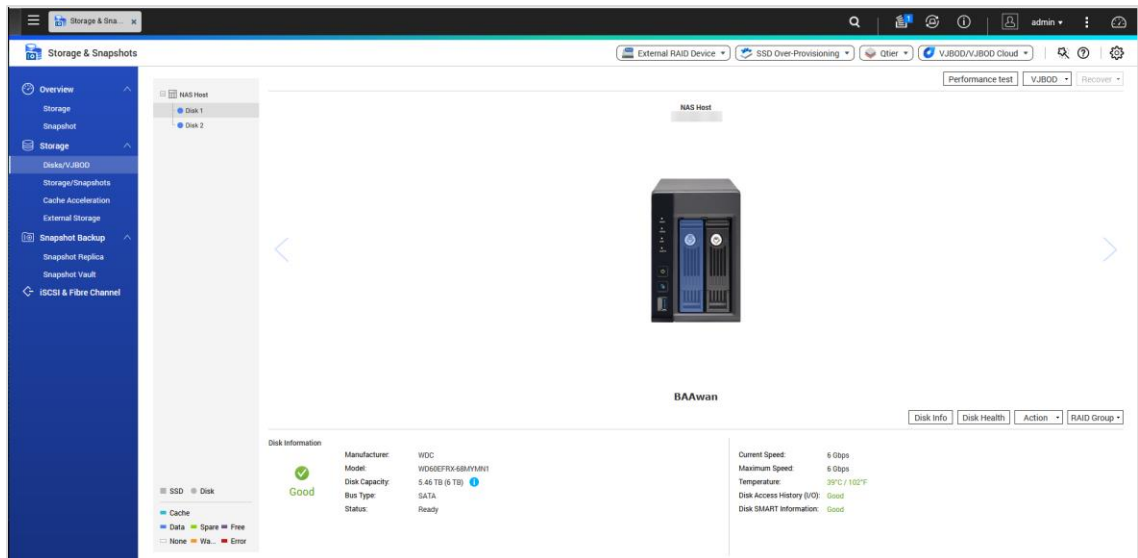 Storage & Sna...
1+
admin
Storage & Snapshots
External RAID Device
SSD Over-Provisioning
Qtier
VJBOD/VJBOD Cloud
Performance test
VJBOD
Recover
Overview
Storage
Snapshot
Storage
Disks/VJBOD
Storage/Snapshots
Cache Acceleration
External Storage
Snapshot Backup
Snapshot Replica
Snapshot Vault
iSCSI & Fibre Channel
NAS Host
Disk 1
Disk 2
SSD Disk
Cache
Data Spare Free
None Wa... Error
NAS Host
BAAwan
Disk Info Disk Health Action RAID Group
Disk Information
Good
Manufacturer: WDC
Model: WD60EFRX-68MYMN1
Disk Capacity: 5.46 TB (6 TB)
Bus Type: SATA
Status: Ready
Current Speed: 6 Gbps
Maximum Speed: 6 Gbps
Temperature: 39°C / 102°F
Disk Access History (I/O): Good
Disk SMART Information: Good